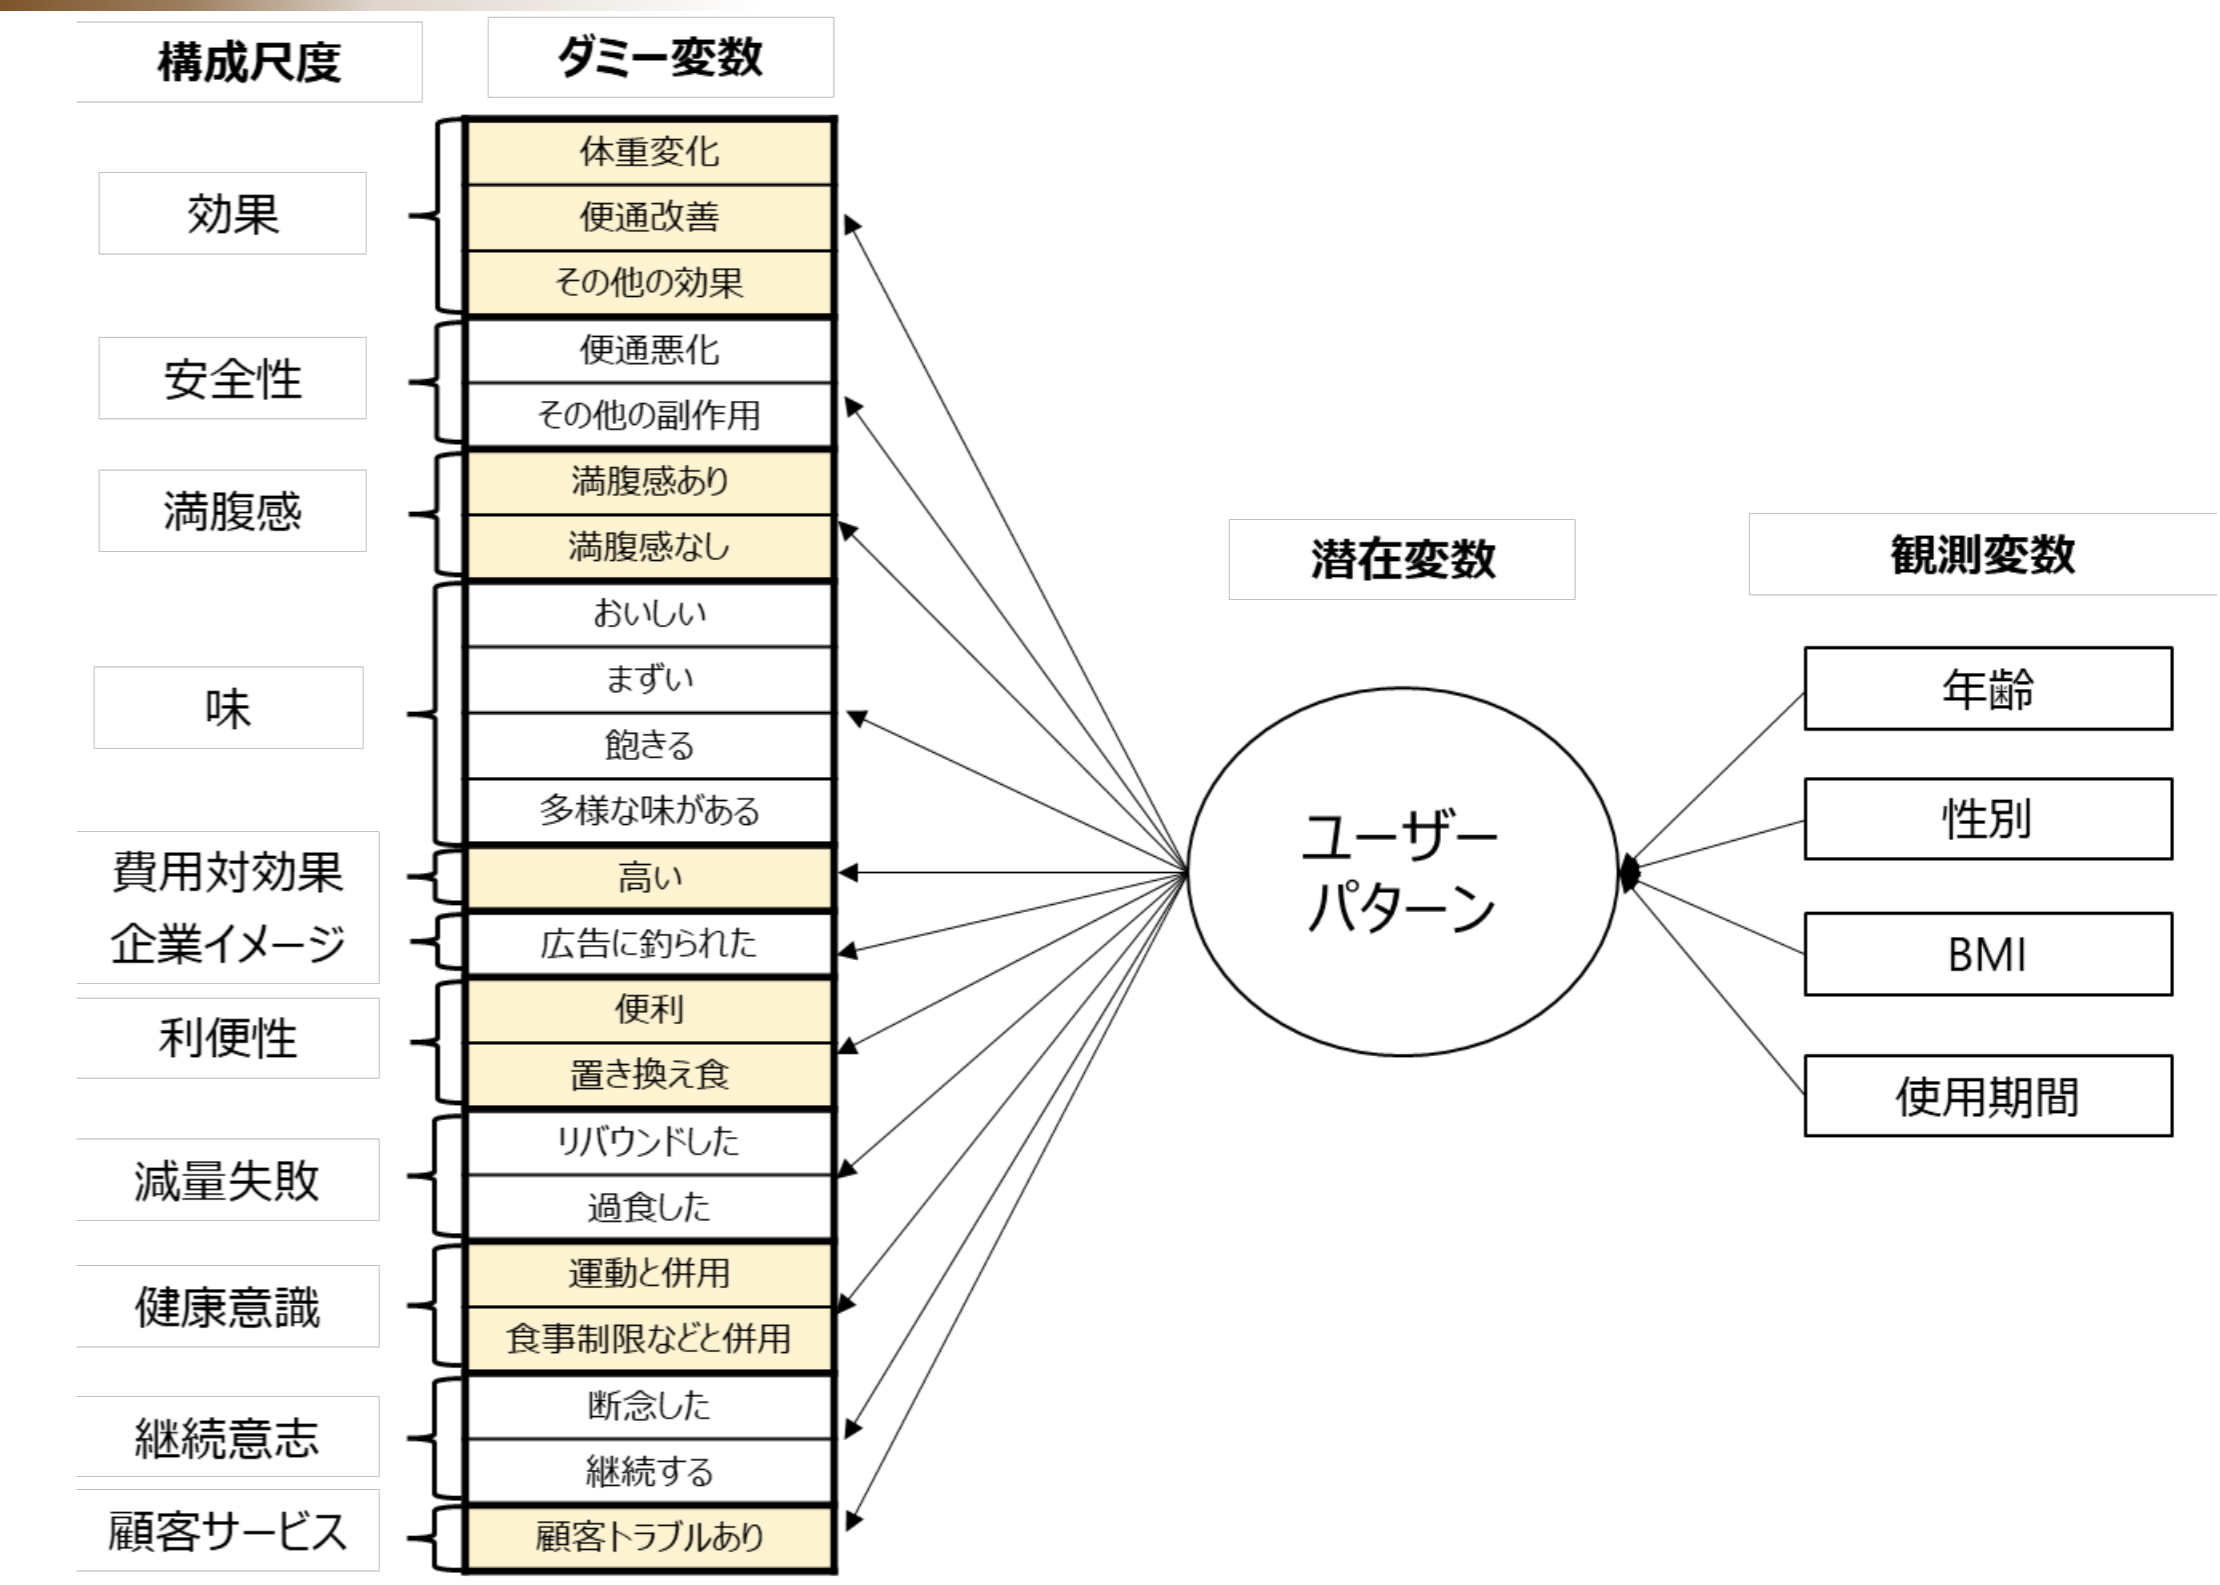 構成尺度
ダミー変数
効果
体重変化
便通改善
その他の効果
安全性
便通悪化
その他の副作用
満腹感
満腹感あり
満腹感なし
味
おいしい
まずい
飽きる
多様な味がある
費用対効果
高い
企業イメージ
広告に釣られた
利便性
便利
置き換え食
減量失敗
リバウンドした
過食した
健康意識
運動と併用
食事制限などと併用
継続意志
断念した
継続する
顧客サービス
顧客トラブルあり
潜在変数
ユーザー
パターン
観測変数
年齢
性別
BMI
使用期間